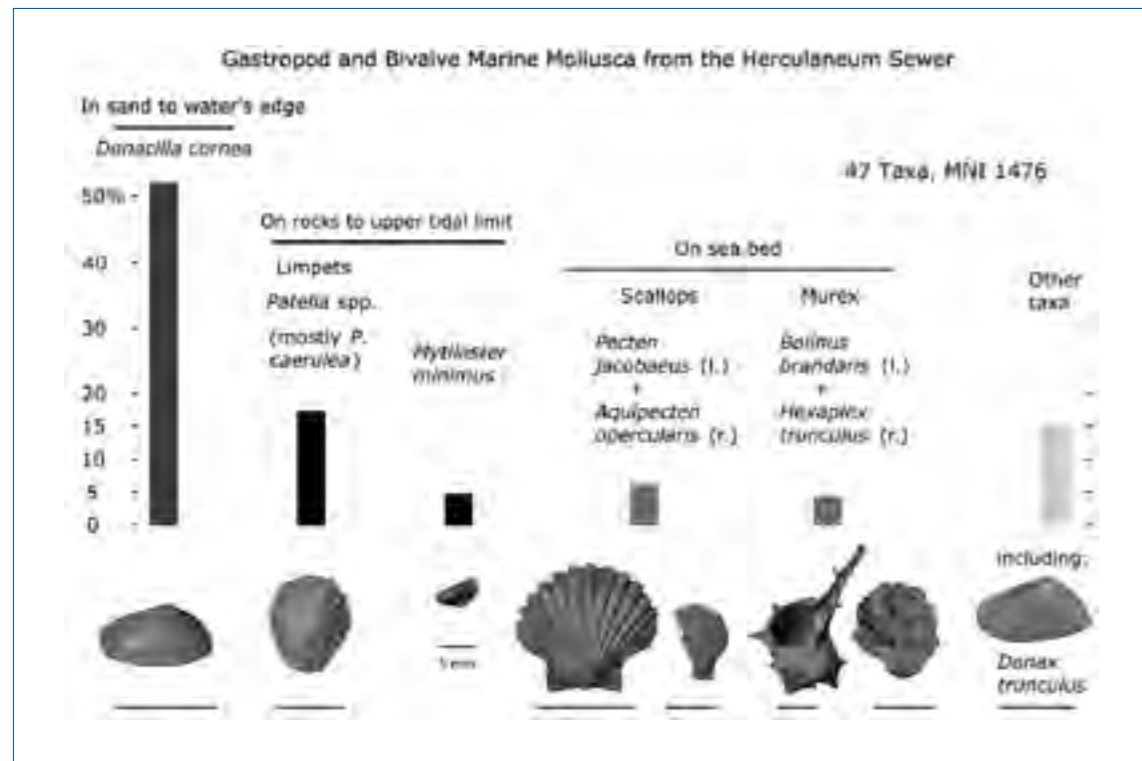 Gastropod and Bivalve Marine Mollusca from the Herculaneum Sewer
In sand to water's edge
Donacilla cornea
47 Taxa, MNI 1476
50%
40
30
20
15
10
5
0
On rocks to upper tidal limit
Limpets
Patella spp.
(mostly P.
caerulea)
Mytilaster
minimus
On sea bed
Scallops
Pecten
jacobaeus (l.)
+
Aquipecten
opercularis (r.)
Murex
Bolinus
brandaris (l.)
+
Hexaplex
trunculus (r.)
Other
taxa
including:
Donax
trunculus
5 mm